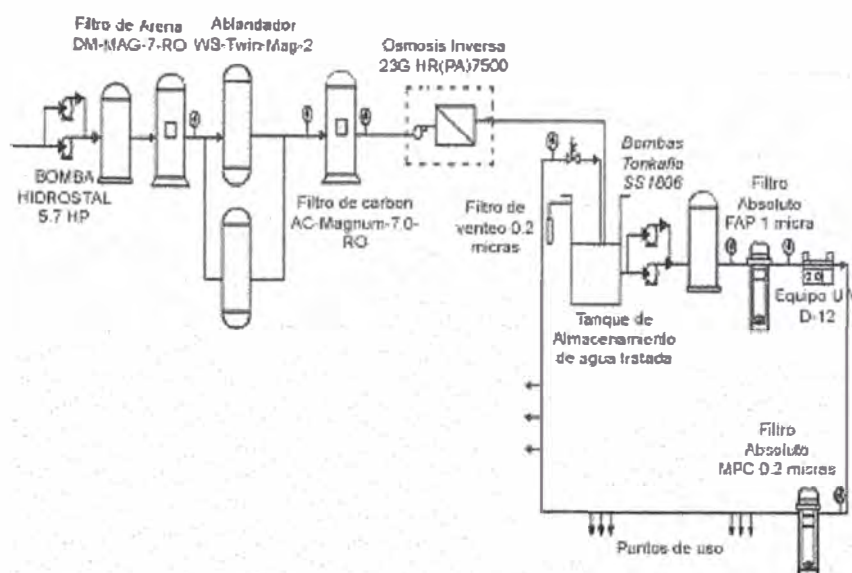 Filtro de Arena
DM-MAG-7-RO
Ablandador
WS-Twin-Mag-2
Osmosis Inversa
23G HR(PA)7500
BOMBA
HIDROSTAL
5.7 HP
Filtro de carbon
AC-Magnum-7.0-
RO
Filtro de
venteo 0.2
micras
Bombas
Tonkaflo
SS1806
Filtro
Absoluto
FAP 1 micra
Equipo UV
D-12
Tanque de
Almacenamiento
de agua tratada
Filtro
Absoluto
MPC 0.2 micras
Puntos de uso